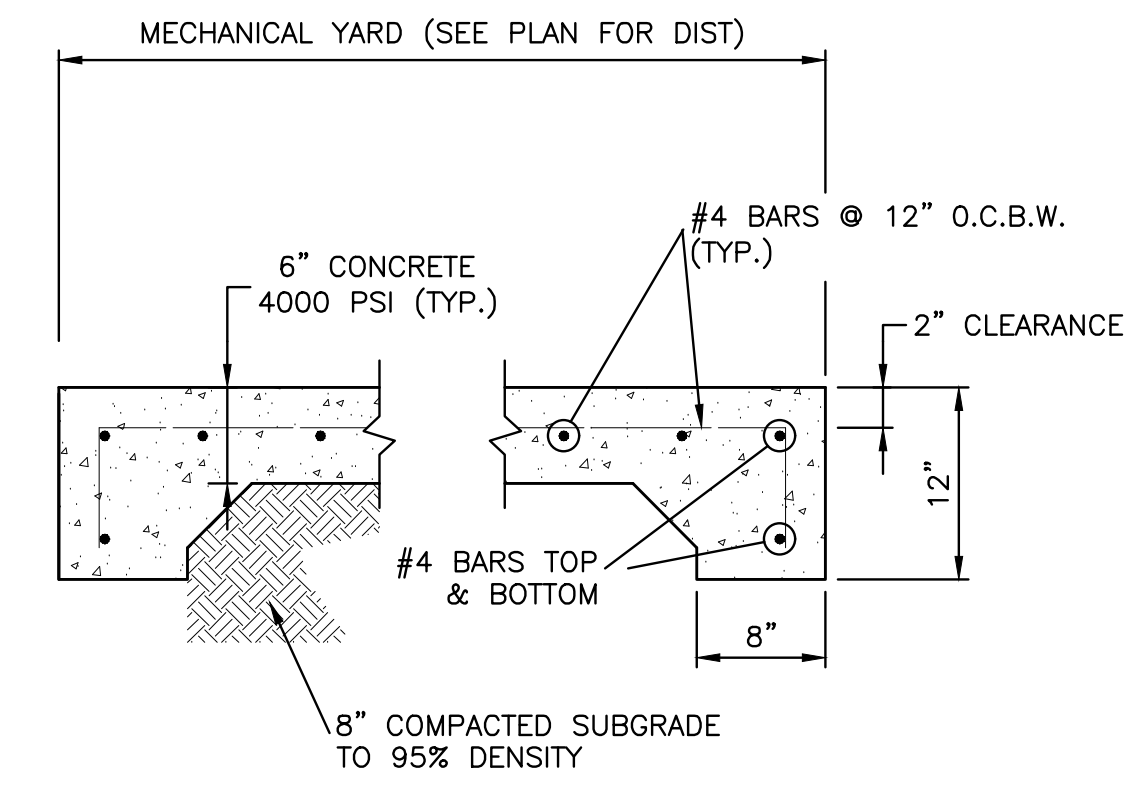 MECHANICAL YARD (SEE PLAN FOR DIST)
#4 BARS @ 12" O.C.B.W.
(TYP.)
6" CONCRETE
4000 PSI (TYP.)
2" CLEARANCE
12"
#4 BARS TOP
& BOTTOM
8"
8" COMPACTED SUBGRADE
TO 95% DENSITY